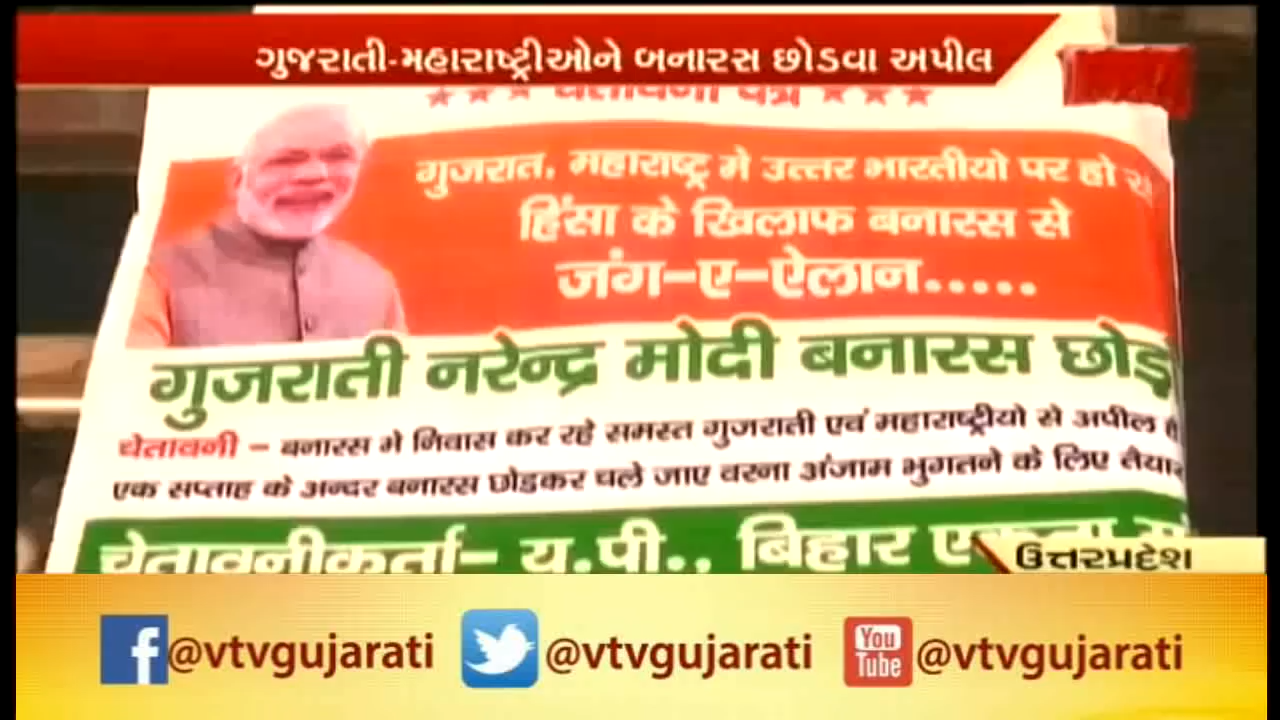 ગુજરાતી-મહારાષ્ટ્રીઓને બનારસ છોડવા અપીલ
गुजरात, महाराष्ट्र मे उत्तर भारतीयो पर हो
हिंसा के खिलाफ बनारस से
जंग-ए-ऐलान.....
गुजराती नरेन्द्र मोदी बनारस छोड़
चेतावनी - बनारस मे निवास कर रहे समस्त गुजराती एवं महाराष्ट्रीयो से अपील
एक सप्ताह के अन्दर बनारस छोडकर चले जाए वरना अंजाम भुगतने के लिए तैयार
चेतावनीकर्ता- यू.पी., बिहार
ઉત્તરપ્રદેશ
@vtvgujarati @vtvgujarati You Tube @vtvgujarati